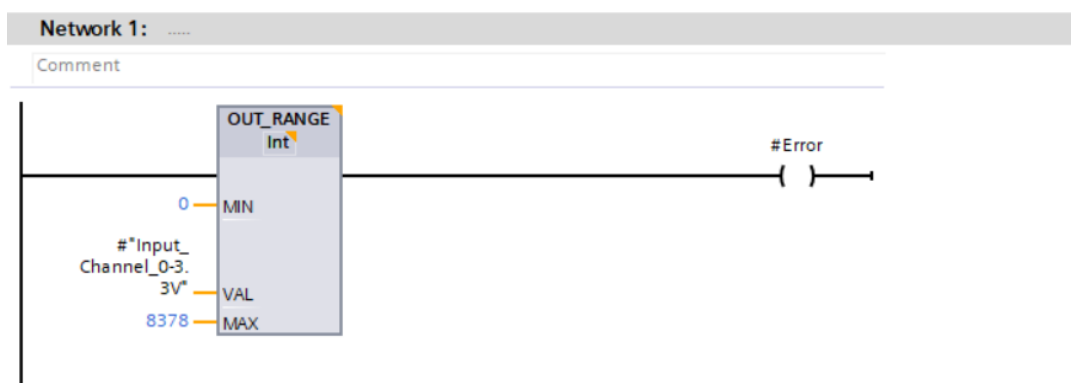 Network 1: .....
Comment
OUT_RANGE
Int
#Error
0
MIN
#"Input_
Channel_0-3.
3V"
VAL
8378
MAX